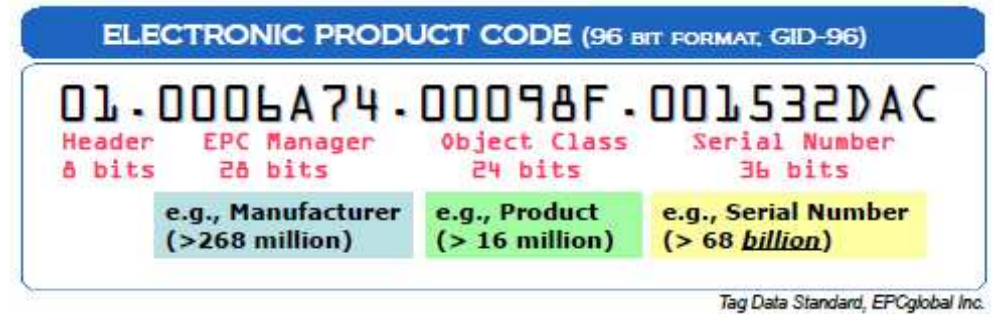 ELECTRONIC PRODUCT CODE (96 BIT FORMAT, GID-96)
01.0006A74.00098F.001532DAC
Header EPC Manager Object Class Serial Number
8 bits 28 bits 24 bits 36 bits
e.g., Manufacturer e.g., Product e.g., Serial Number
(>268 million) (> 16 million) (> 68 billion)
Tag Data Standard, EPCglobal Inc.